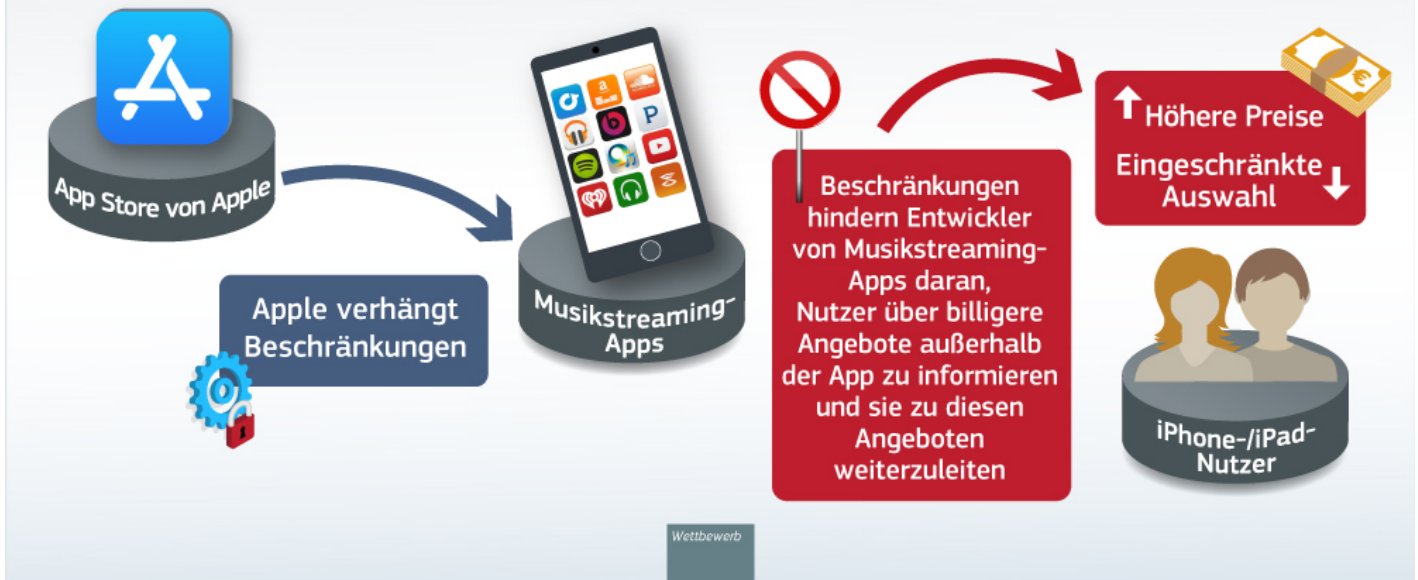 App Store von Apple
Apple verhängt
Beschränkungen
Musikstreaming-
Apps
Beschränkungen
hindern Entwickler
von Musikstreaming-
Apps daran,
Nutzer über billigere
Angebote außerhalb
der App zu informieren
und sie zu diesen
Angeboten
weiterzuleiten
Höhere Preise
Eingeschränkte
Auswahl
iPhone-/iPad-
Nutzer
Wettbewerb